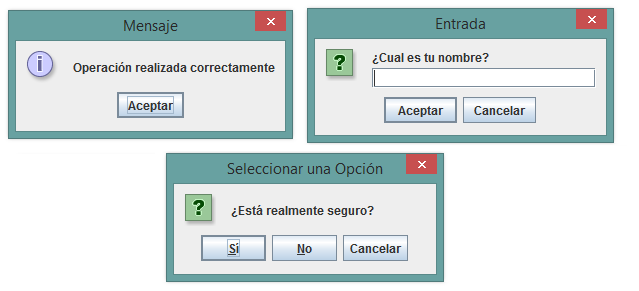 Mensaje
Operación realizada correctamente
Aceptar
Entrada
¿Cual es tu nombre?
Aceptar Cancelar
Seleccionar una Opción
¿Está realmente seguro?
Sí No Cancelar